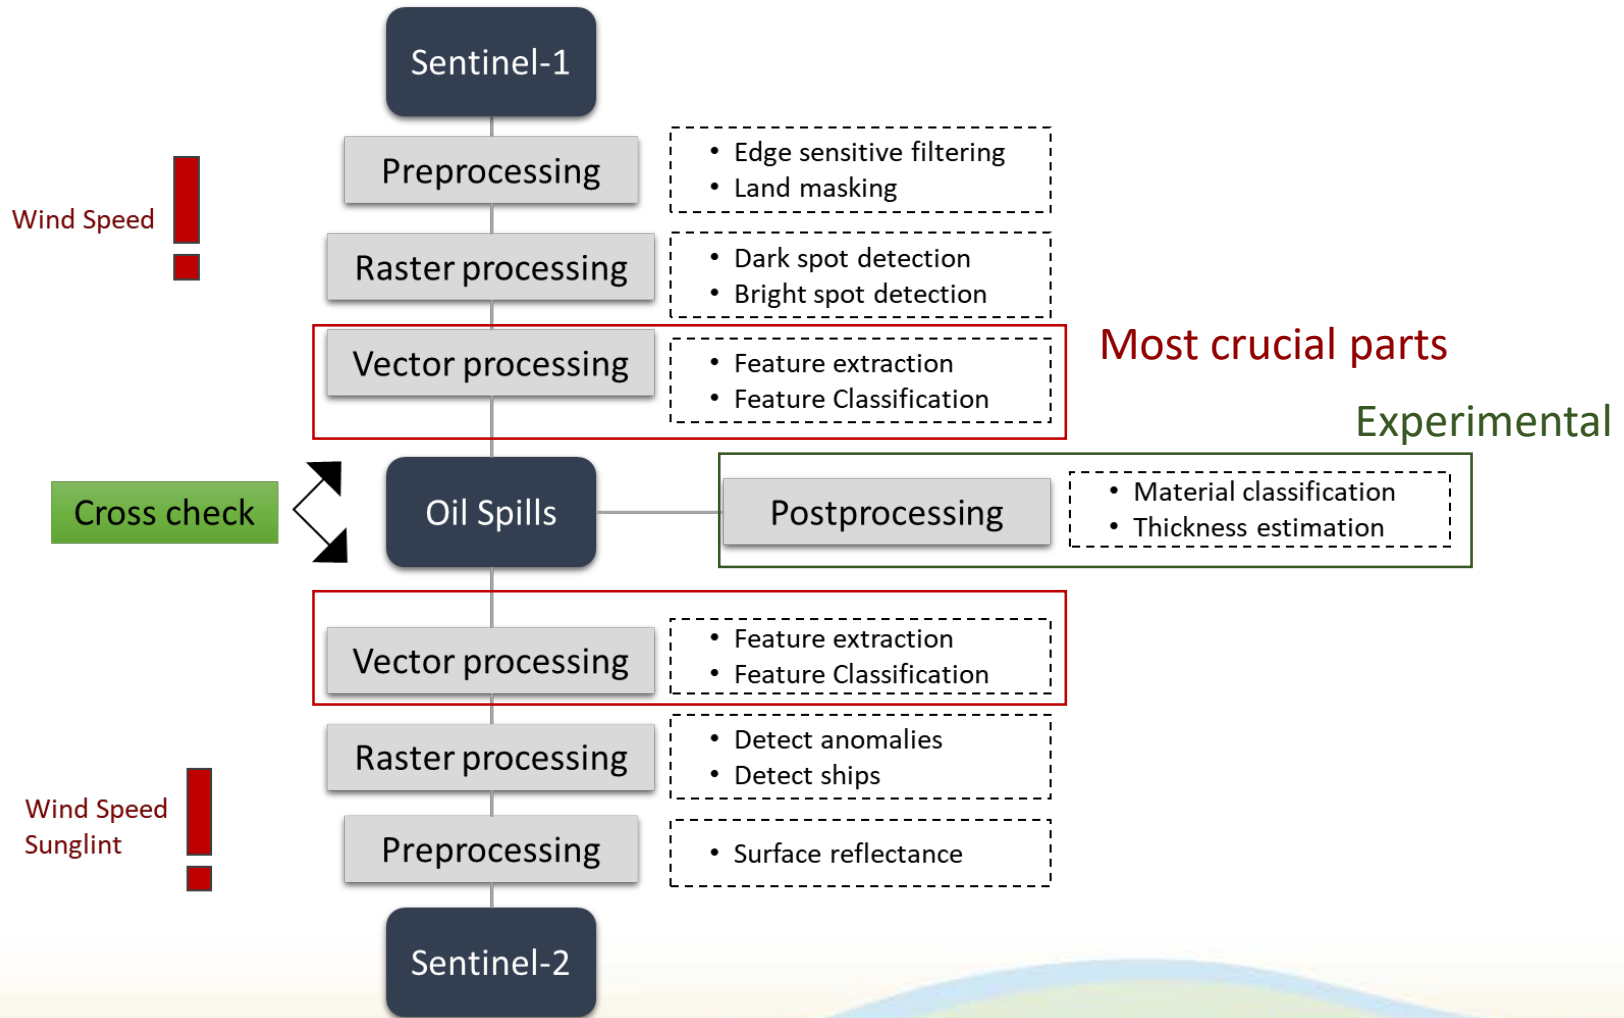 Sentinel-1
Preprocessing
• Edge sensitive filtering
• Land masking
Wind Speed
Raster processing
• Dark spot detection
• Bright spot detection
Vector processing
• Feature extraction
• Feature Classification
Most crucial parts
Experimental
Cross check
Oil Spills
Postprocessing
• Material classification
• Thickness estimation
Vector processing
• Feature extraction
• Feature Classification
Raster processing
• Detect anomalies
• Detect ships
Wind Speed
Sunglint
Preprocessing
• Surface reflectance
Sentinel-2